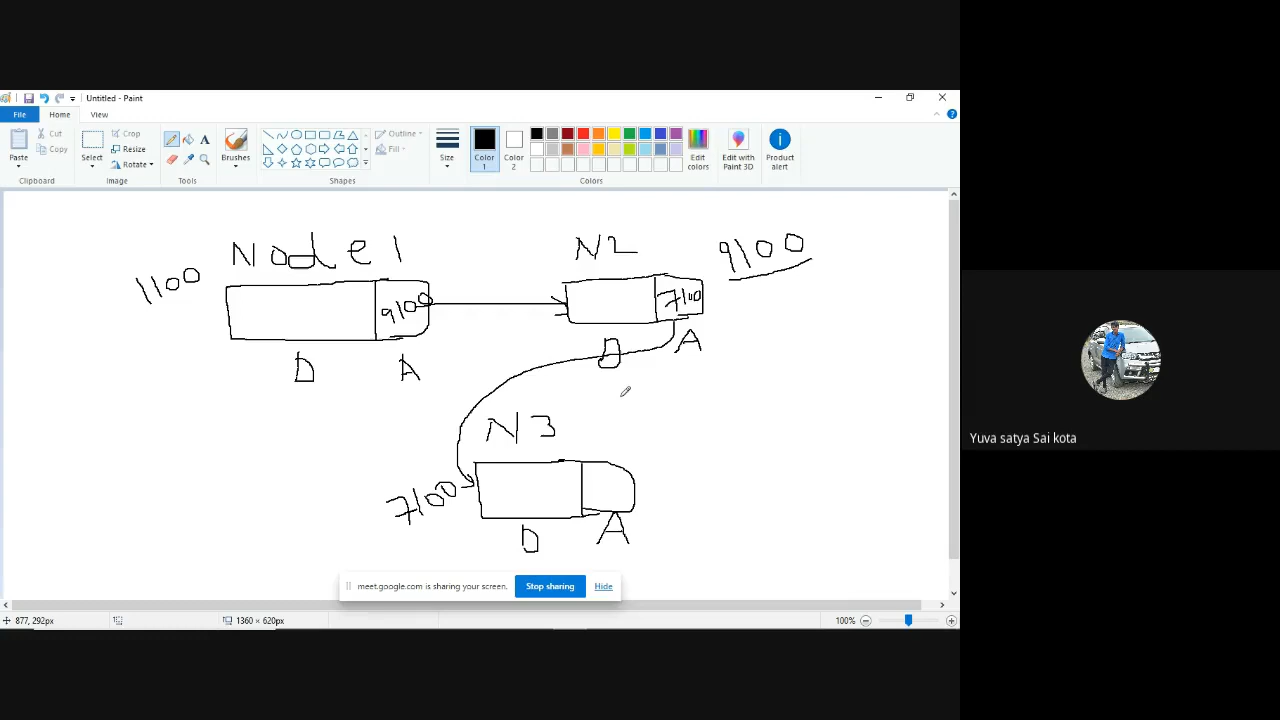 Untitled - Paint
File Home View
Paste Cut Copy Clipboard
Select Crop Resize Rotate Image
Tools
Brushes
Outline Fill Shapes
Size
Color 1 Color 2 Colors
Edit colors
Edit with Paint 3D
Product alert
Node1 N2 9100
1100
9100 7100
D A D A
N3
7100
D A
Yuva satya Sai kota
meet.google.com is sharing your screen. Stop sharing Hide
877, 292px 1360 × 620px 100%